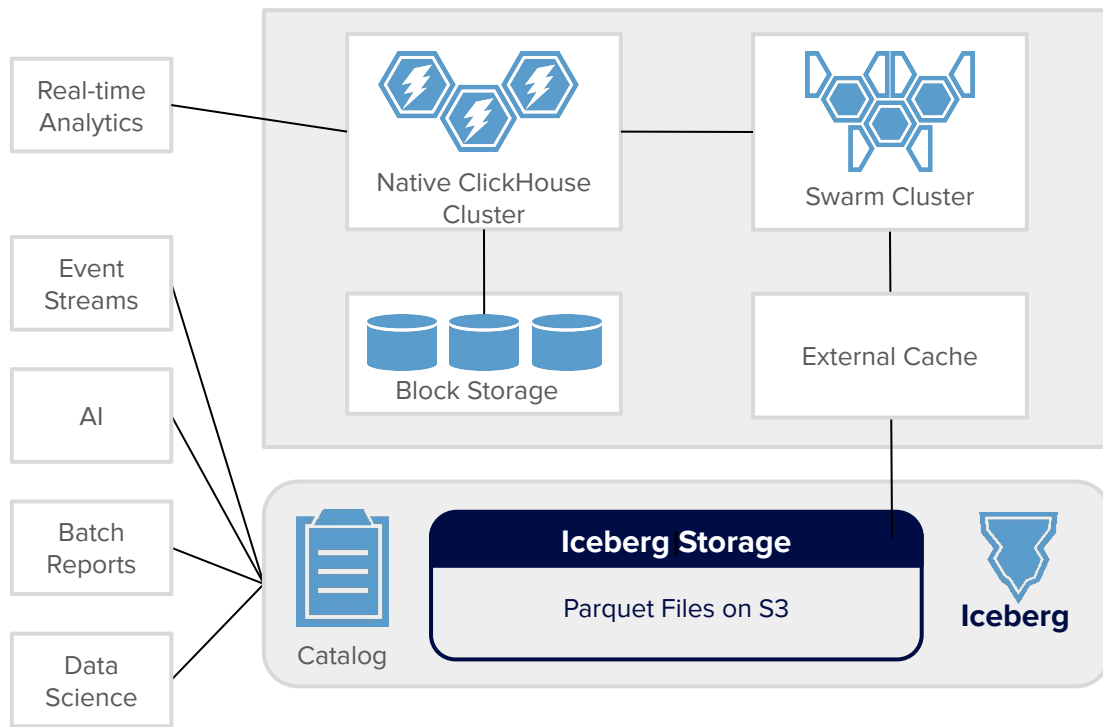 Real-time
Analytics
Native ClickHouse
Cluster
Swarm Cluster
Event
Streams
Block Storage
External Cache
AI
Batch
Reports
Data
Science
Catalog
Iceberg Storage
Parquet Files on S3
Iceberg